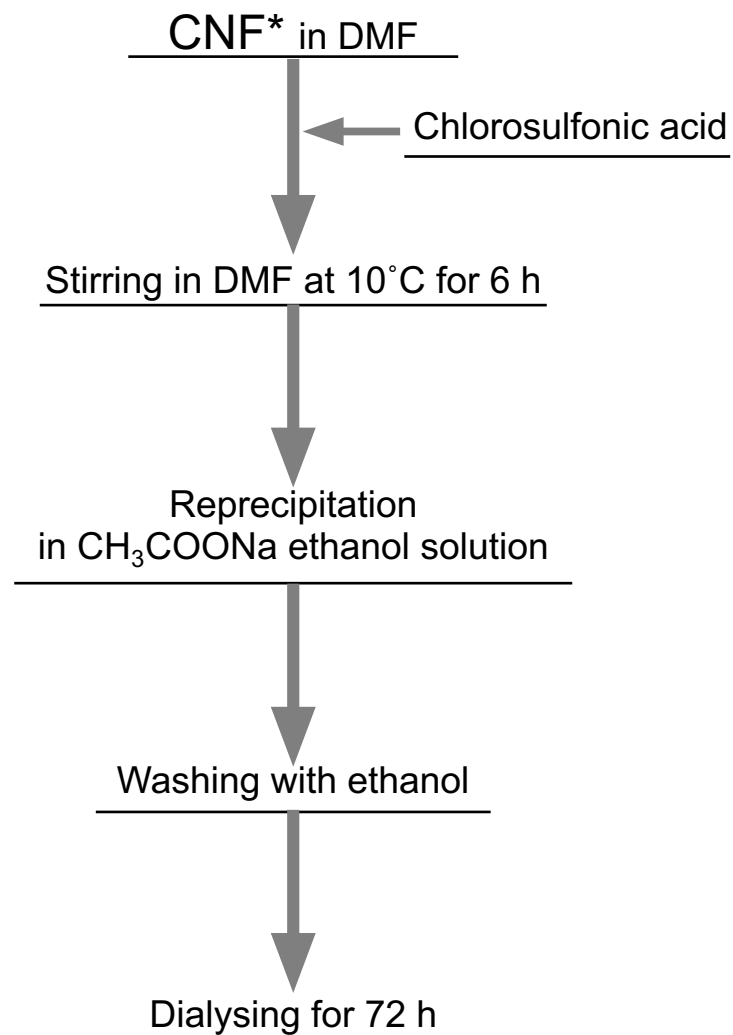 CNF* in DMF
Chlorosulfonic acid
Stirring in DMF at 10˚C for 6 h
Reprecipitation
in CH₃COONa ethanol solution
Washing with ethanol
Dialysing for 72 h